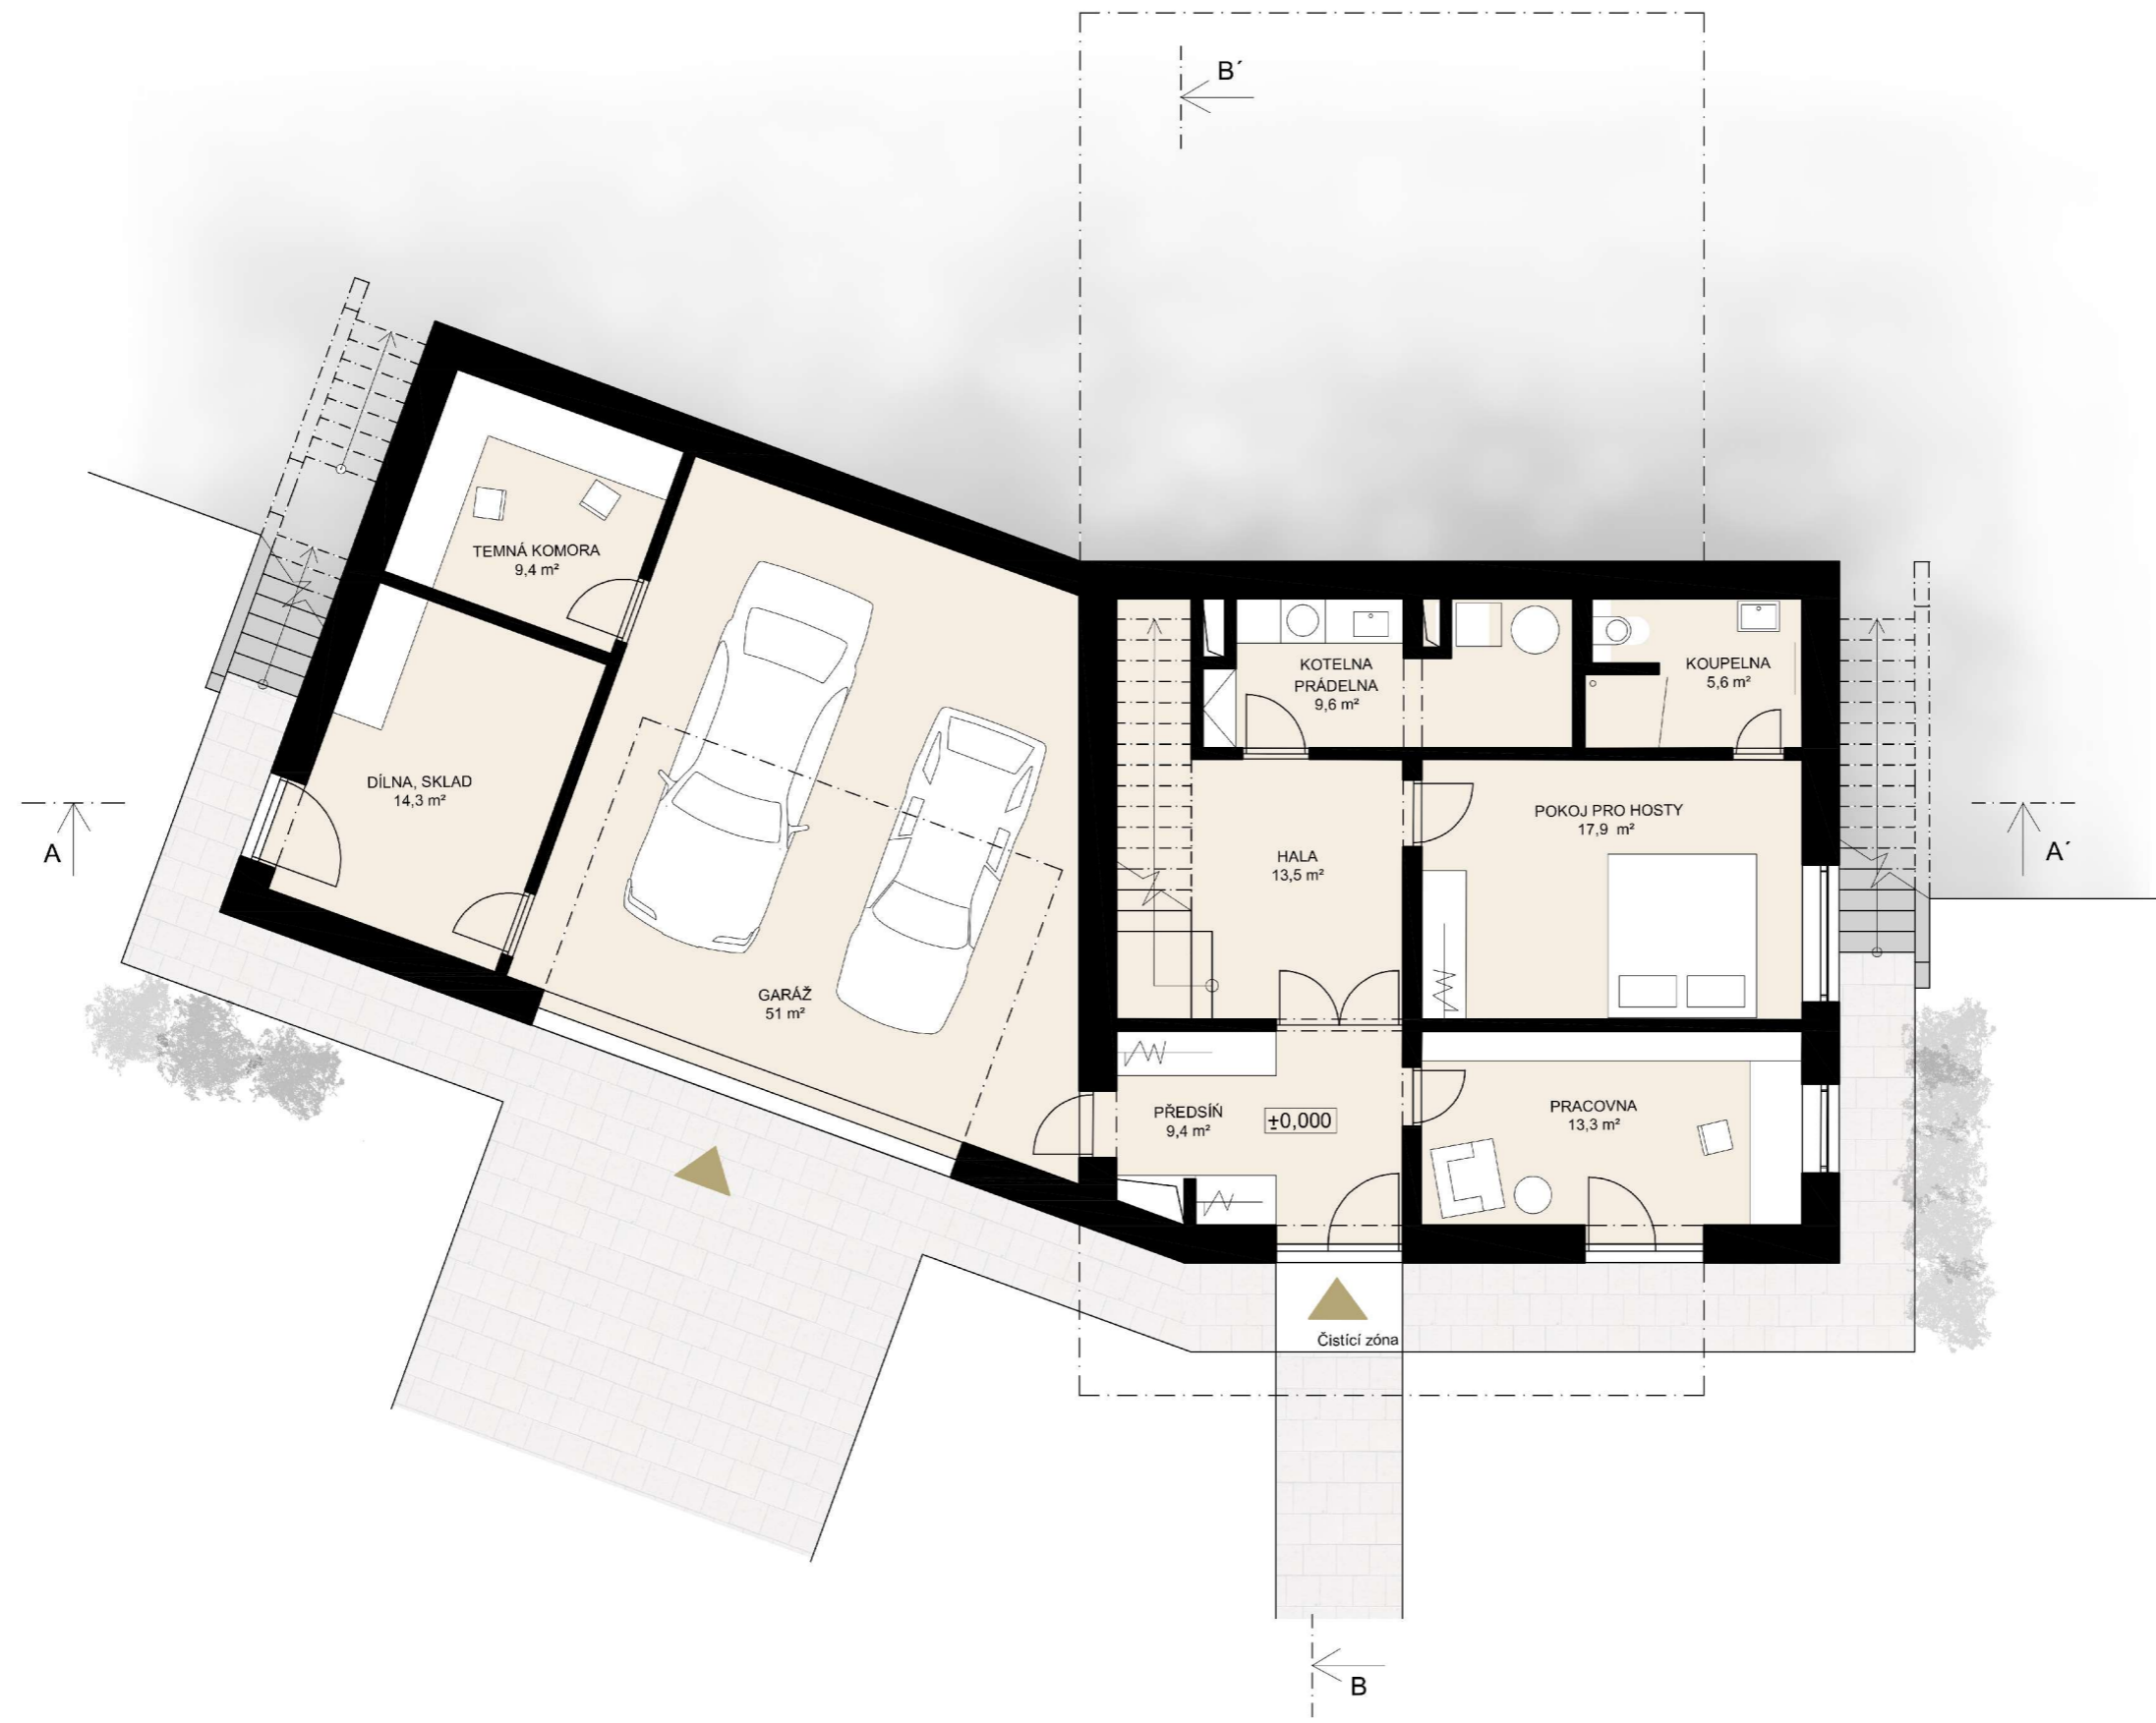 B´
TEMNÁ KOMORA
9,4 m²
KOTELNA
PRÁDELNA
9,6 m²
KOUPELNA
5,6 m²
DÍLNA, SKLAD
14,3 m²
POKOJ PRO HOSTY
17,9 m²
A
A´
HALA
13,5 m²
GARÁŽ
51 m²
PŘEDSÍŃ
9,4 m²
±0,000
PRACOVNA
13,3 m²
Čistící zóna
B